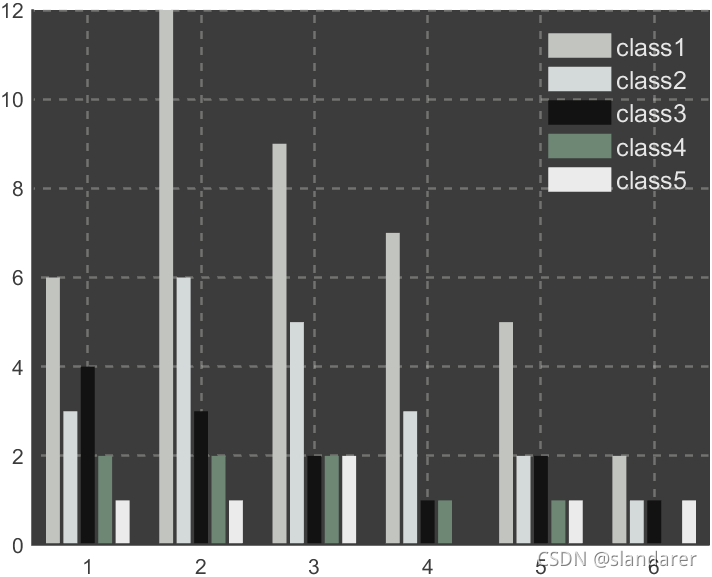 12
10
8
6
4
2
0
class1
class2
class3
class4
class5
1 2 3 4 5 6
CSDN @slandarer